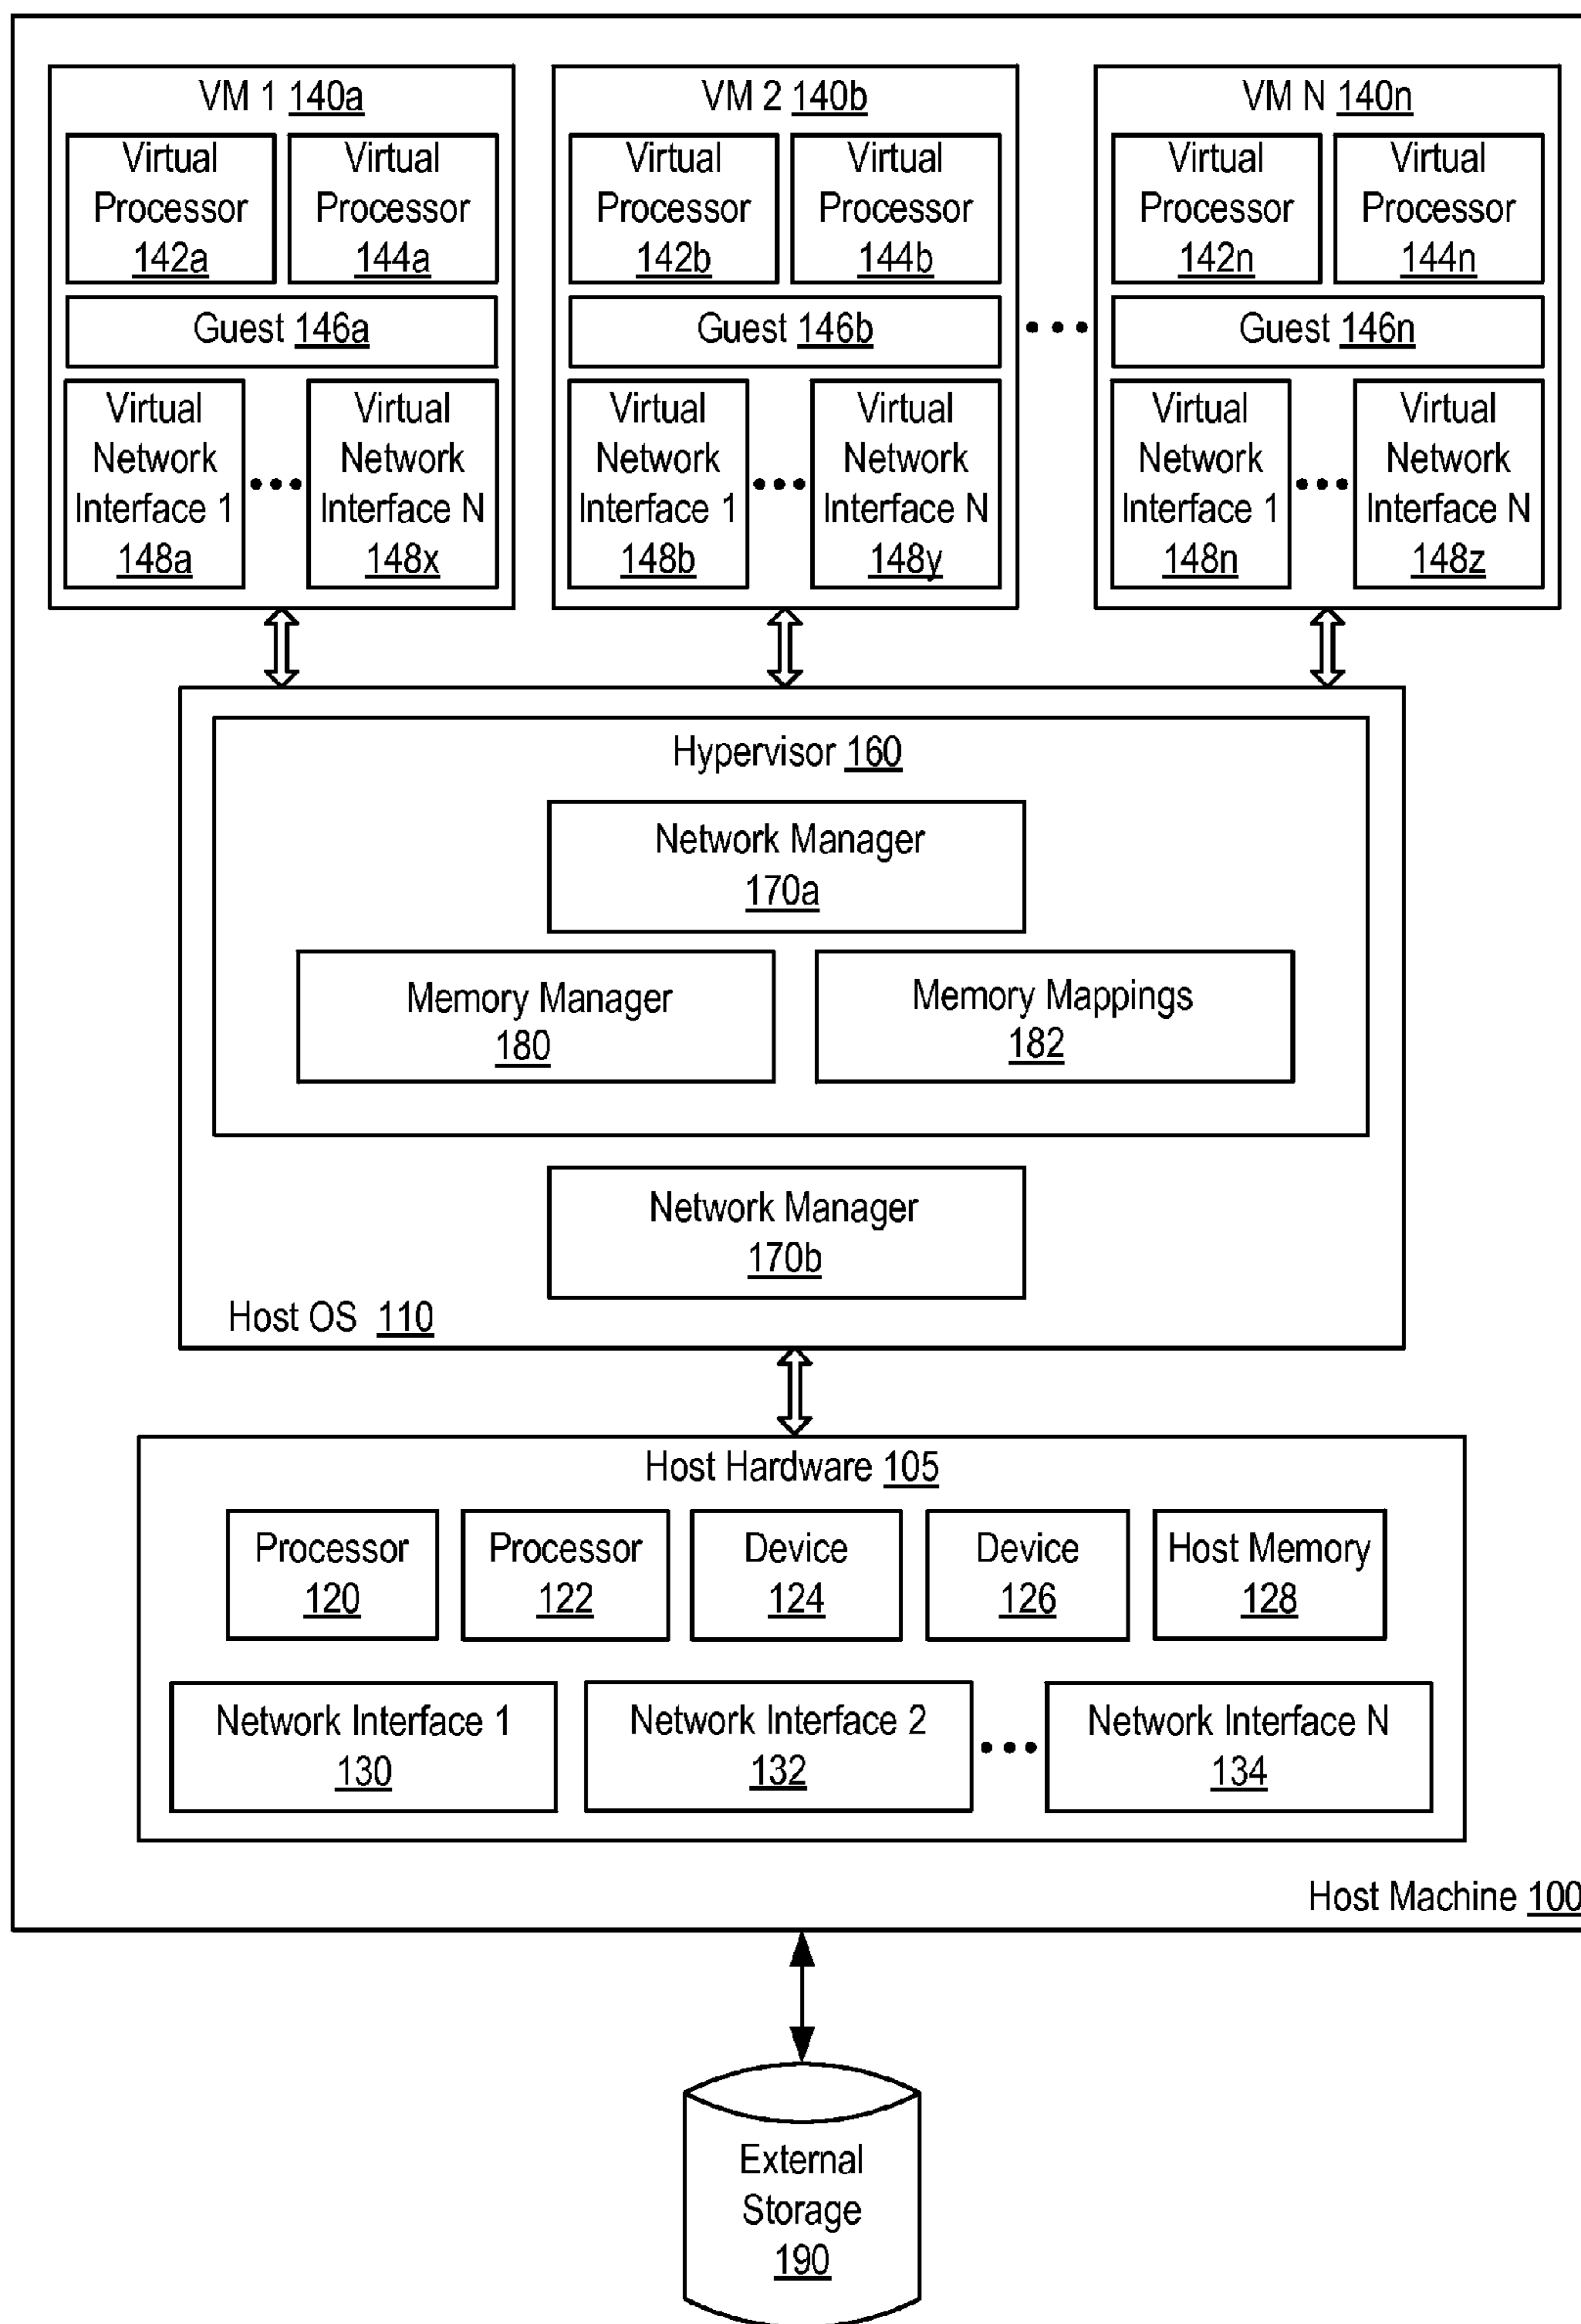 VM 1 140a
Virtual
Processor
142a
Virtual
Processor
144a
Guest 146a
Virtual
Network
Interface 1
148a
Virtual
Network
Interface N
148x
VM 2 140b
Virtual
Processor
142b
Virtual
Processor
144b
Guest 146b
Virtual
Network
Interface 1
148b
Virtual
Network
Interface N
148y
VM N 140n
Virtual
Processor
142n
Virtual
Processor
144n
Guest 146n
Virtual
Network
Interface 1
148n
Virtual
Network
Interface N
148z
Hypervisor 160
Network Manager
170a
Memory Manager
180
Memory Mappings
182
Network Manager
170b
Host OS 110
Host Hardware 105
Processor
120
Processor
122
Device
124
Device
126
Host Memory
128
Network Interface 1
130
Network Interface 2
132
Network Interface N
134
Host Machine 100
External
Storage
190